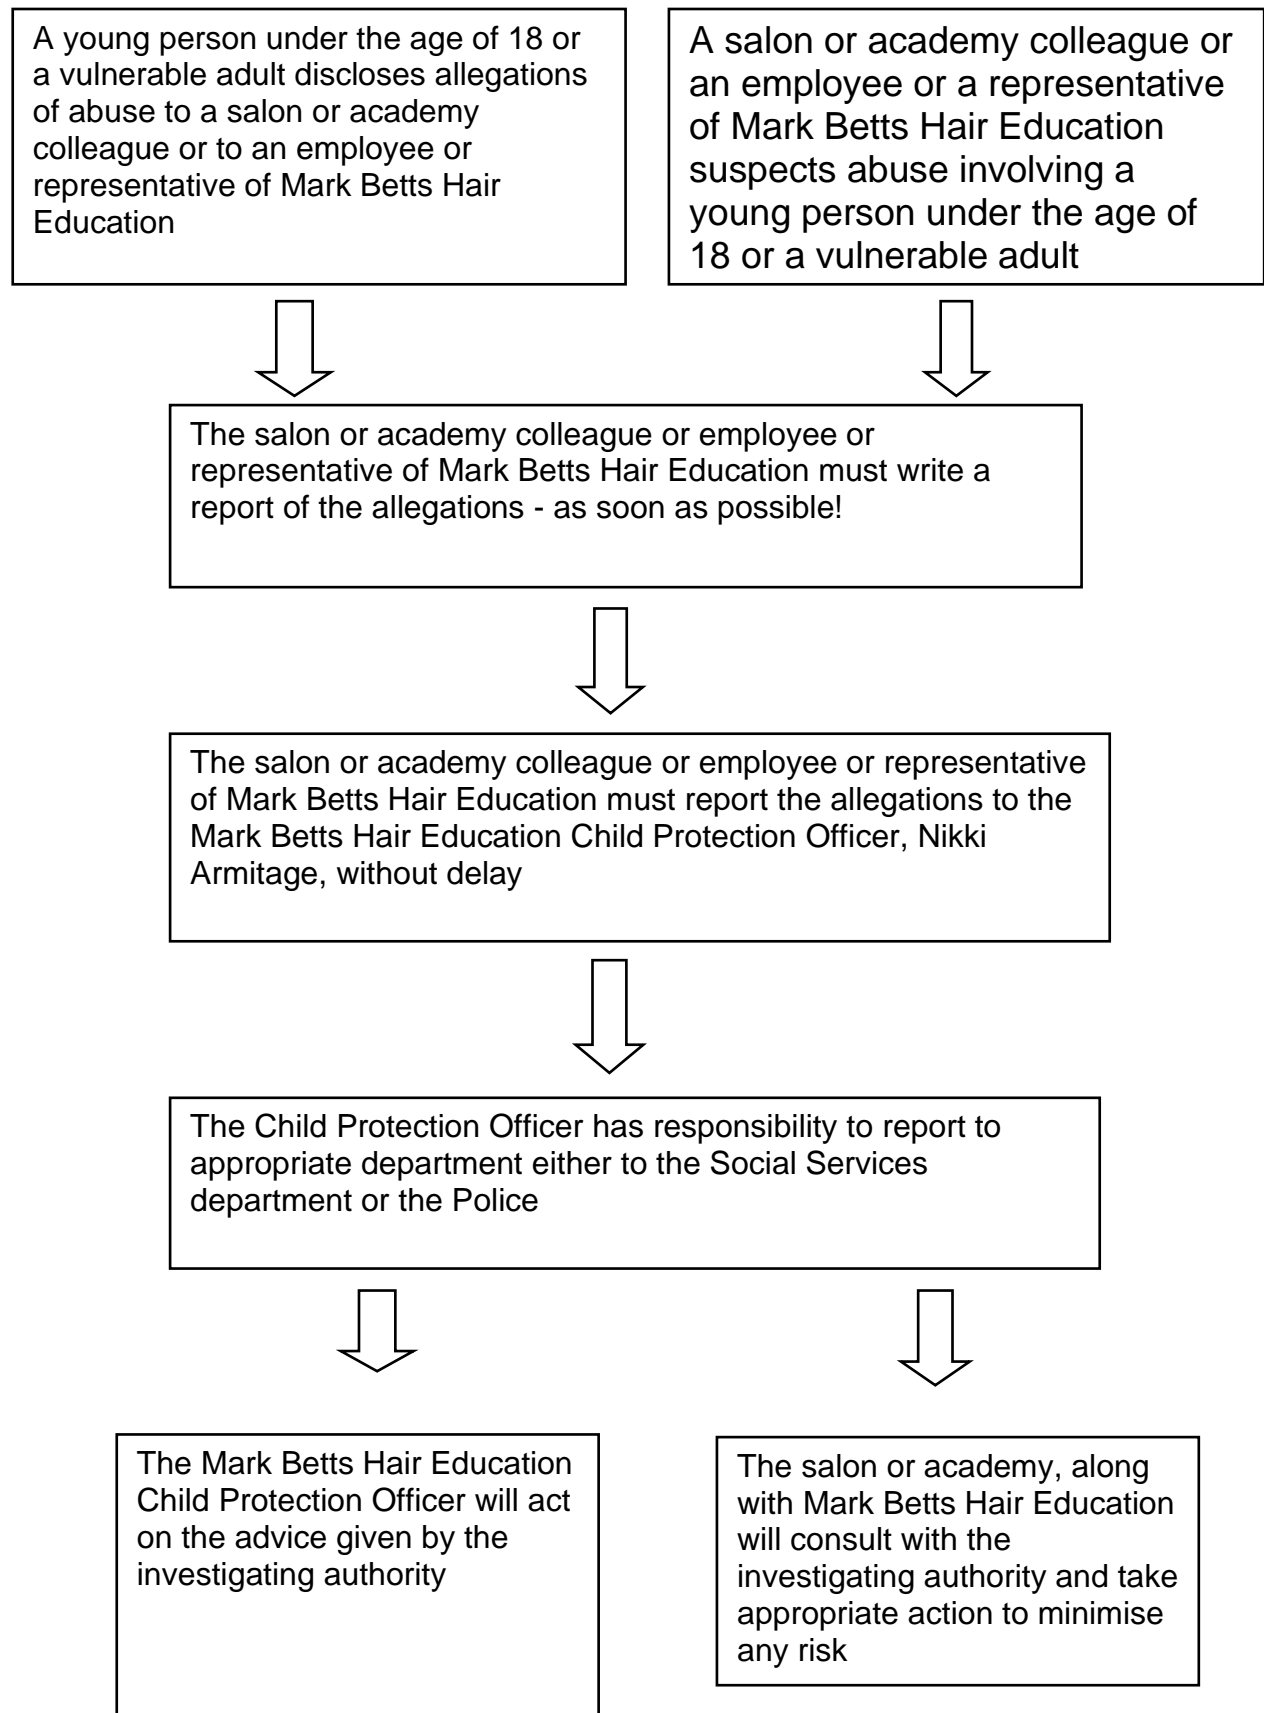 A young person under the age of 18 or
a vulnerable adult discloses allegations
of abuse to a salon or academy
colleague or to an employee or
representative of Mark Betts Hair
Education
A salon or academy colleague or
an employee or a representative
of Mark Betts Hair Education
suspects abuse involving a
young person under the age of
18 or a vulnerable adult
The salon or academy colleague or employee or
representative of Mark Betts Hair Education must write a
report of the allegations - as soon as possible!
The salon or academy colleague or employee or representative
of Mark Betts Hair Education must report the allegations to the
Mark Betts Hair Education Child Protection Officer, Nikki
Armitage, without delay
The Child Protection Officer has responsibility to report to
appropriate department either to the Social Services
department or the Police
The Mark Betts Hair Education
Child Protection Officer will act
on the advice given by the
investigating authority
The salon or academy, along
with Mark Betts Hair Education
will consult with the
investigating authority and take
appropriate action to minimise
any risk